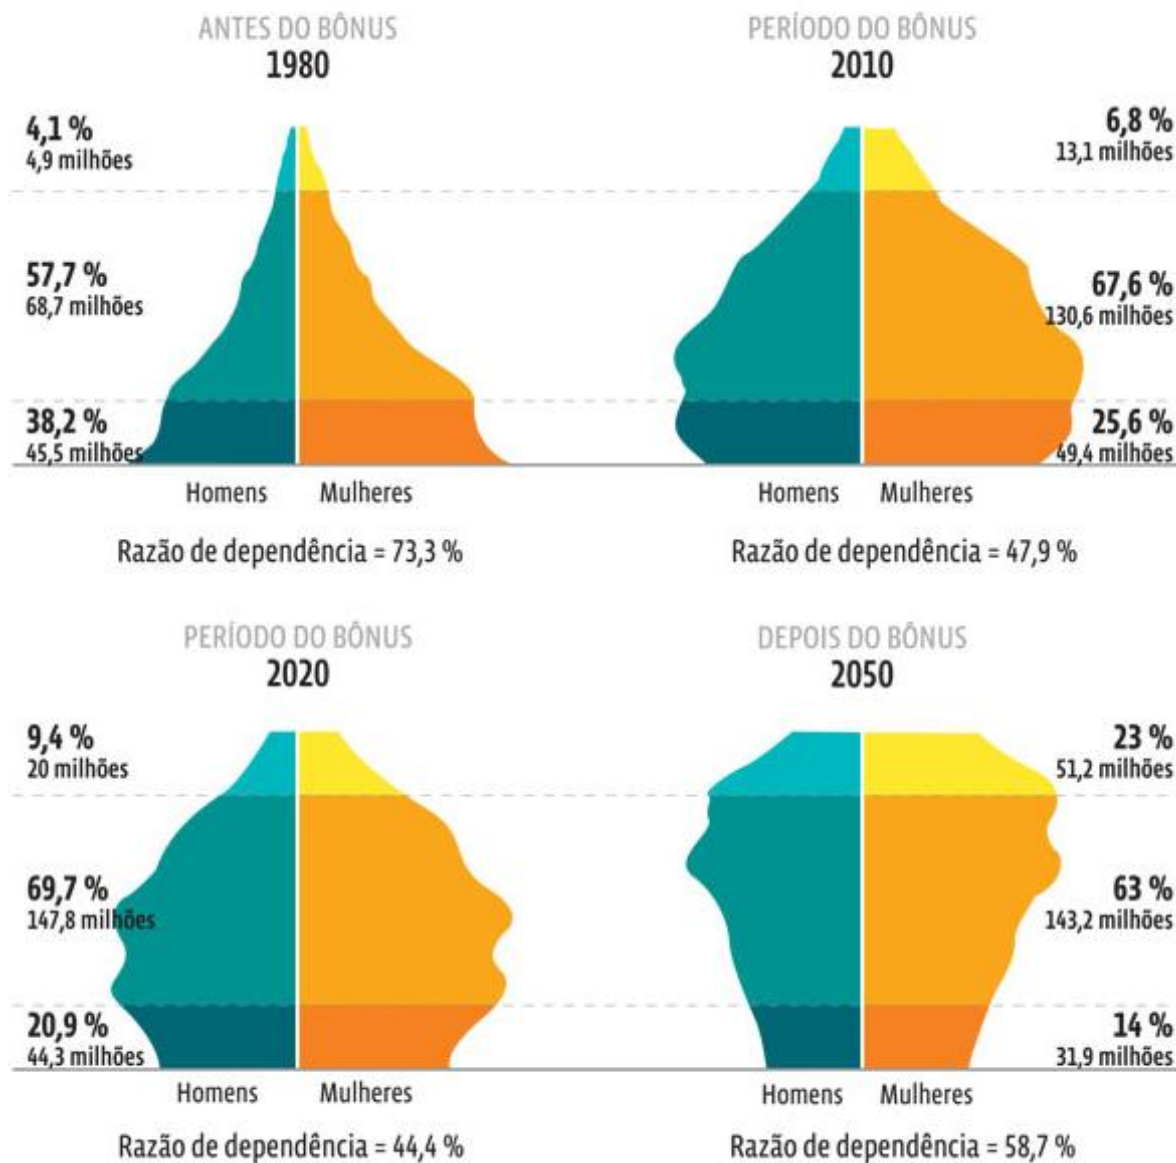 ANTES DO BÔNUS
1980
4,1 %
4,9 milhões
57,7 %
68,7 milhões
38,2 %
45,5 milhões
Homens Mulheres
Razão de dependência = 73,3 %
PERÍODO DO BÔNUS
2010
6,8 %
13,1 milhões
67,6 %
130,6 milhões
25,6 %
49,4 milhões
Homens Mulheres
Razão de dependência = 47,9 %
PERÍODO DO BÔNUS
2020
9,4 %
20 milhões
69,7 %
147,8 milhões
20,9 %
44,3 milhões
Homens Mulheres
Razão de dependência = 44,4 %
DEPOIS DO BÔNUS
2050
23 %
51,2 milhões
63 %
143,2 milhões
14 %
31,9 milhões
Homens Mulheres
Razão de dependência = 58,7 %